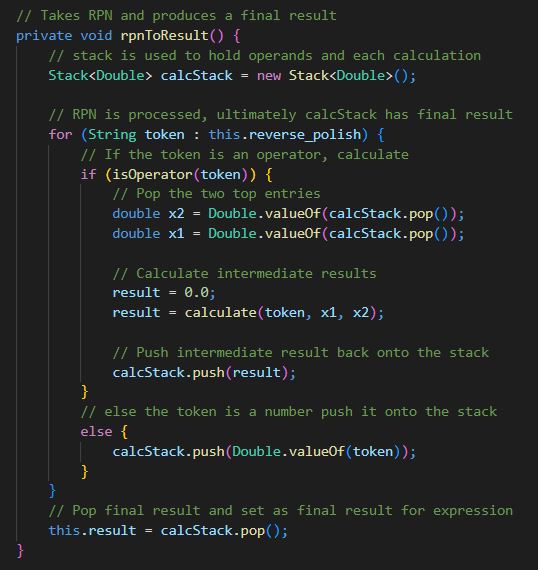 // Takes RPN and produces a final result
private void rpnToResult() {
    // stack is used to hold operands and each calculation
    Stack<Double> calcStack = new Stack<Double>();

    // RPN is processed, ultimately calcStack has final result
    for (String token : this.reverse_polish) {
        // If the token is an operator, calculate
        if (isOperator(token)) {
            // Pop the two top entries
            double x2 = Double.valueOf(calcStack.pop());
            double x1 = Double.valueOf(calcStack.pop());

            // Calculate intermediate results
            result = 0.0;
            result = calculate(token, x1, x2);

            // Push intermediate result back onto the stack
            calcStack.push(result);
        }
        // else the token is a number push it onto the stack
        else {
            calcStack.push(Double.valueOf(token));
        }
    }
    // Pop final result and set as final result for expression
    this.result = calcStack.pop();
}